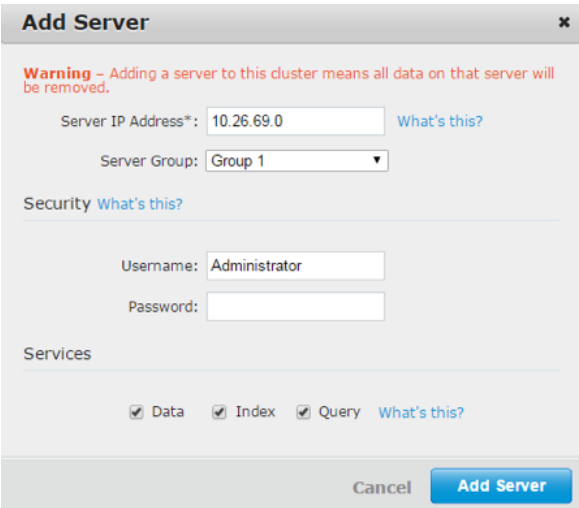 Add Server
Warning – Adding a server to this cluster means all data on that server will
be removed.
Server IP Address*: 10.26.69.0 What's this?
Server Group: Group 1
Security What's this?
Username: Administrator
Password:
Services
Data Index Query What's this?
Cancel Add Server